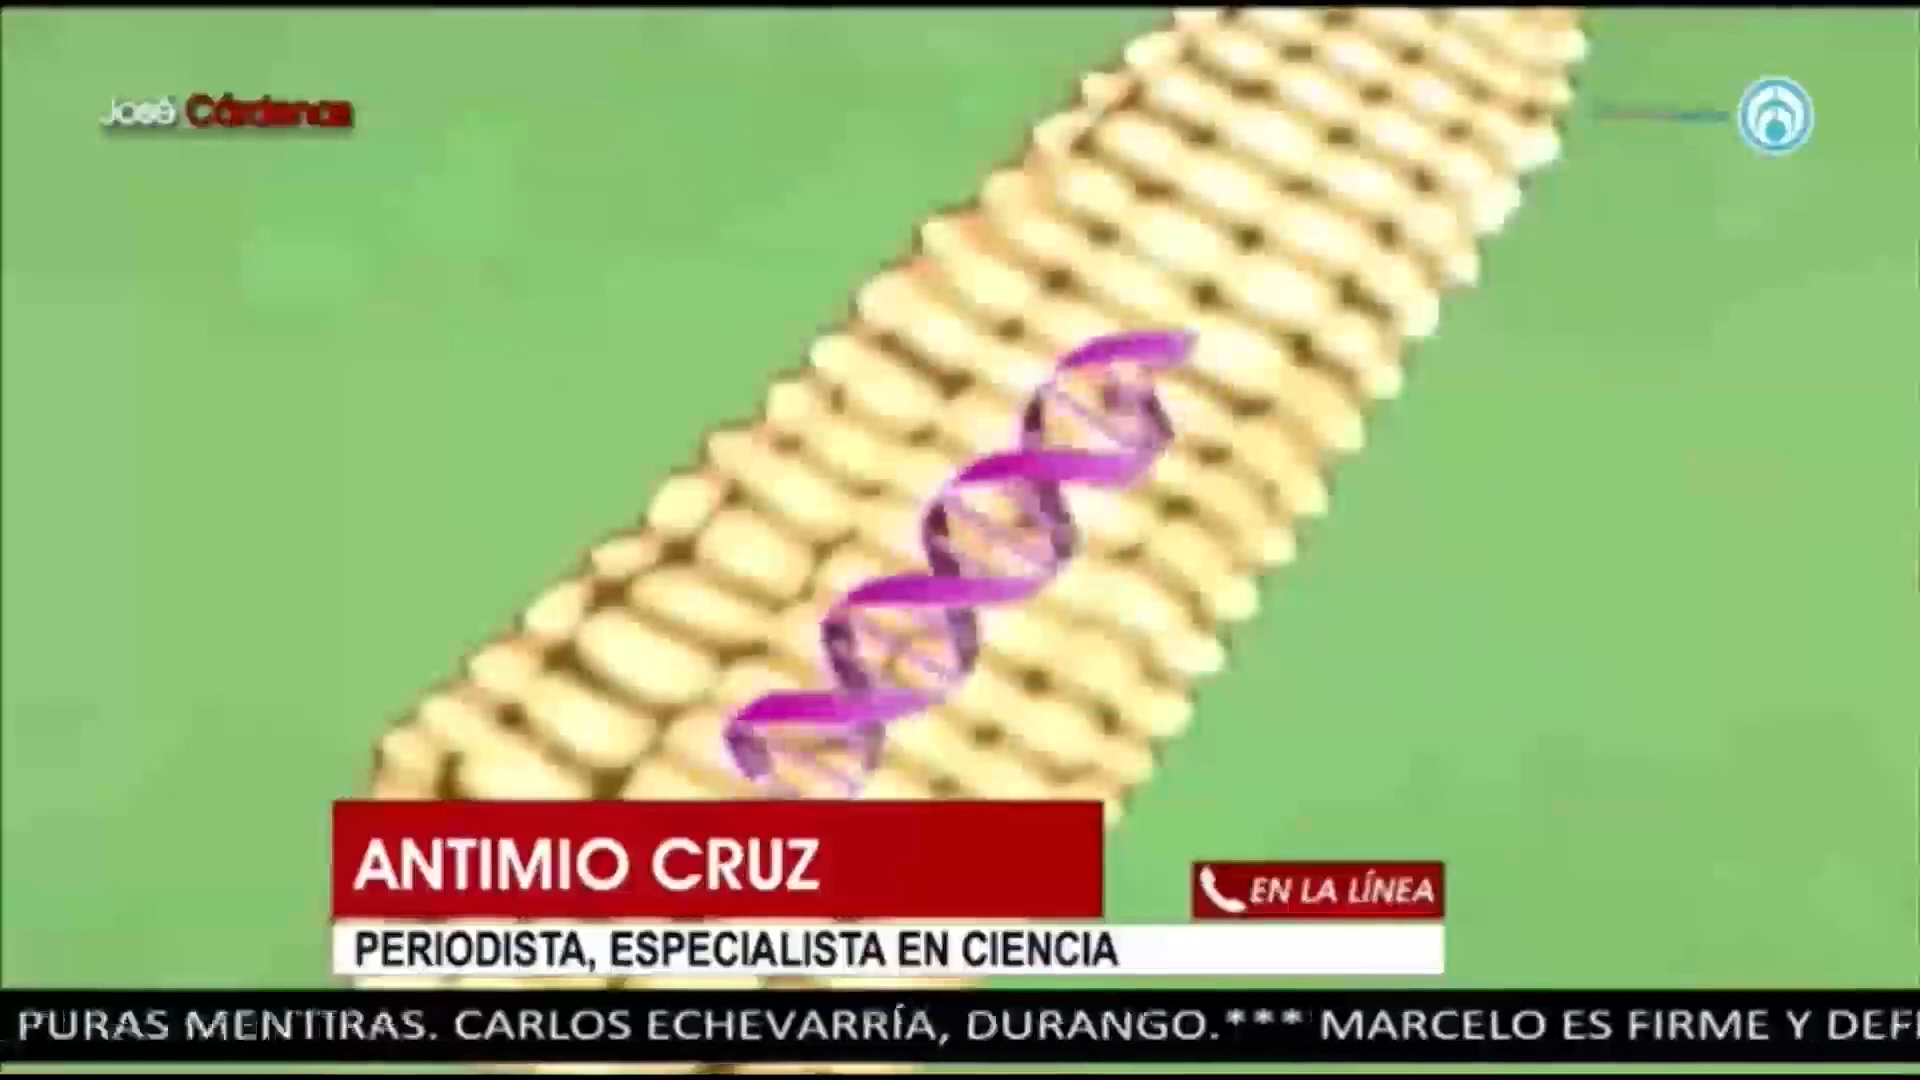 José Cárdenas
ANTIMIO CRUZ
EN LA LÍNEA
PERIODISTA, ESPECIALISTA EN CIENCIA
PURAS MENTIRAS. CARLOS ECHEVARRÍA, DURANGO.*** MARCELO ES FIRME Y DEF